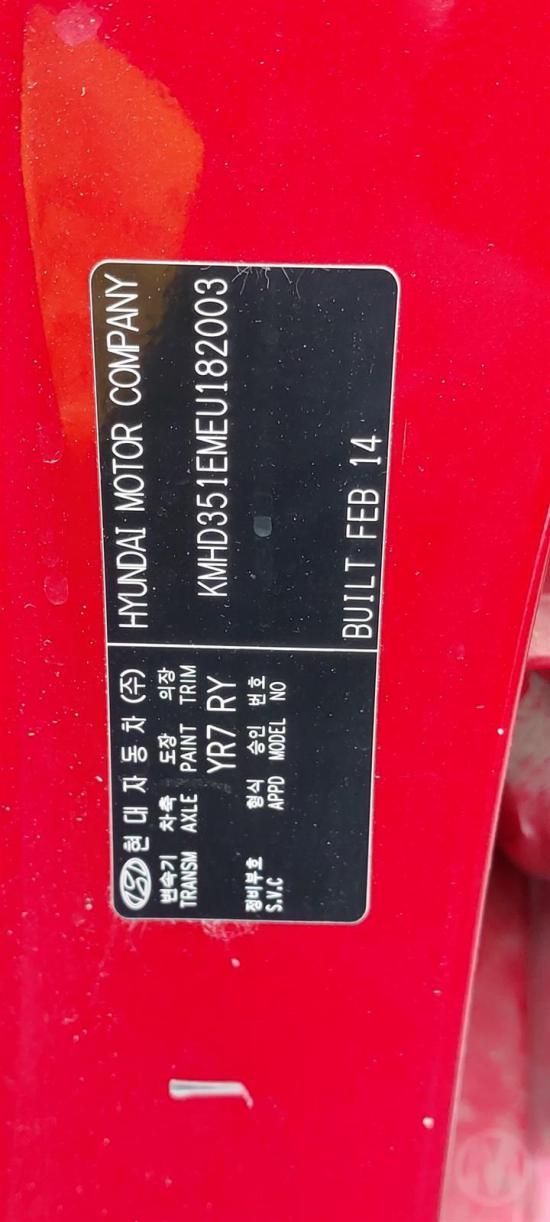 현대자동차(주) HYUNDAI MOTOR COMPANY
변속기 차축 도장 의장
TRANSM AXLE PAINT TRIM
YR7 RY KMHD351EMEU182003
정비부호 형식 승인 번호
S.V.C APPD MODEL NO
BUILT FEB 14